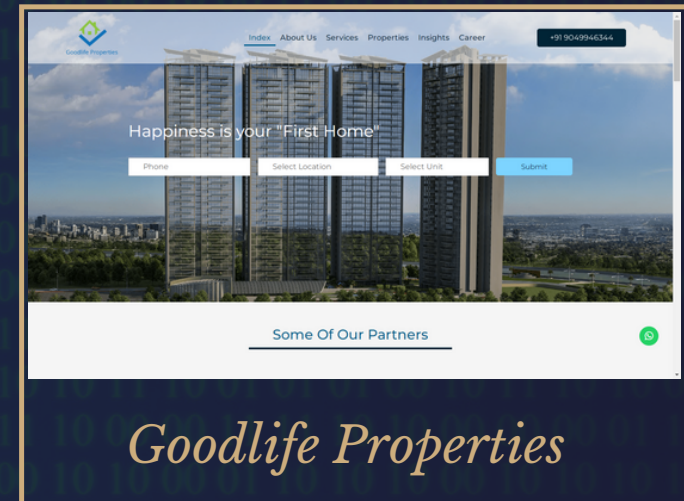 Index About Us Services Properties Insights Career
+91 9049946344
Goodlife Properties
Happiness is your "First Home"
Phone Select Location Select Unit Submit
Some Of Our Partners
Goodlife Properties